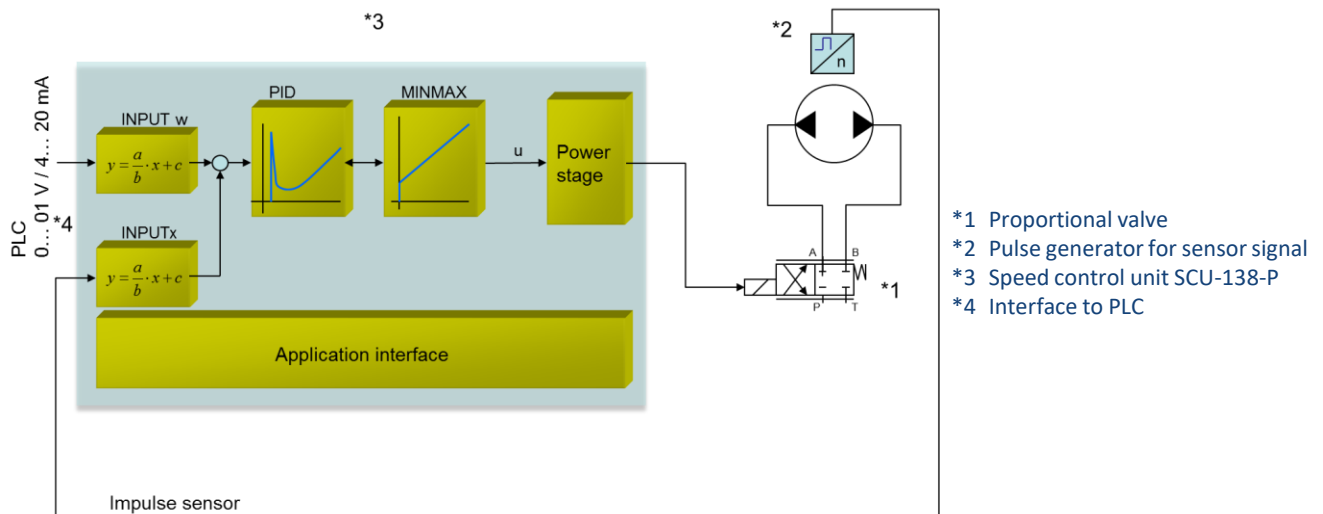 *3
*2
n
PLC
0... 01 V / 4... 20 mA
*4
INPUT w
y = a/b · x + c
PID
MINMAX
u
Power
stage
INPUTx
y = a/b · x + c
A B
P T
*1
Application interface
Impulse sensor
*1 Proportional valve
*2 Pulse generator for sensor signal
*3 Speed control unit SCU-138-P
*4 Interface to PLC